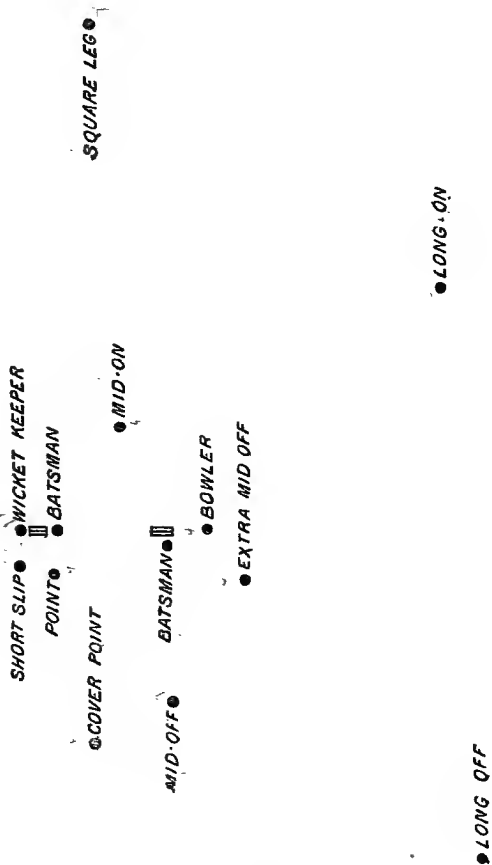 SHORT SLIP
WICKET KEEPER
POINT
BATSMAN
SQUARE LEG
COVER POINT
MID-ON
MID-OFF
BATSMAN
BOWLER
EXTRA MID OFF
LONG-ON
LONG OFF